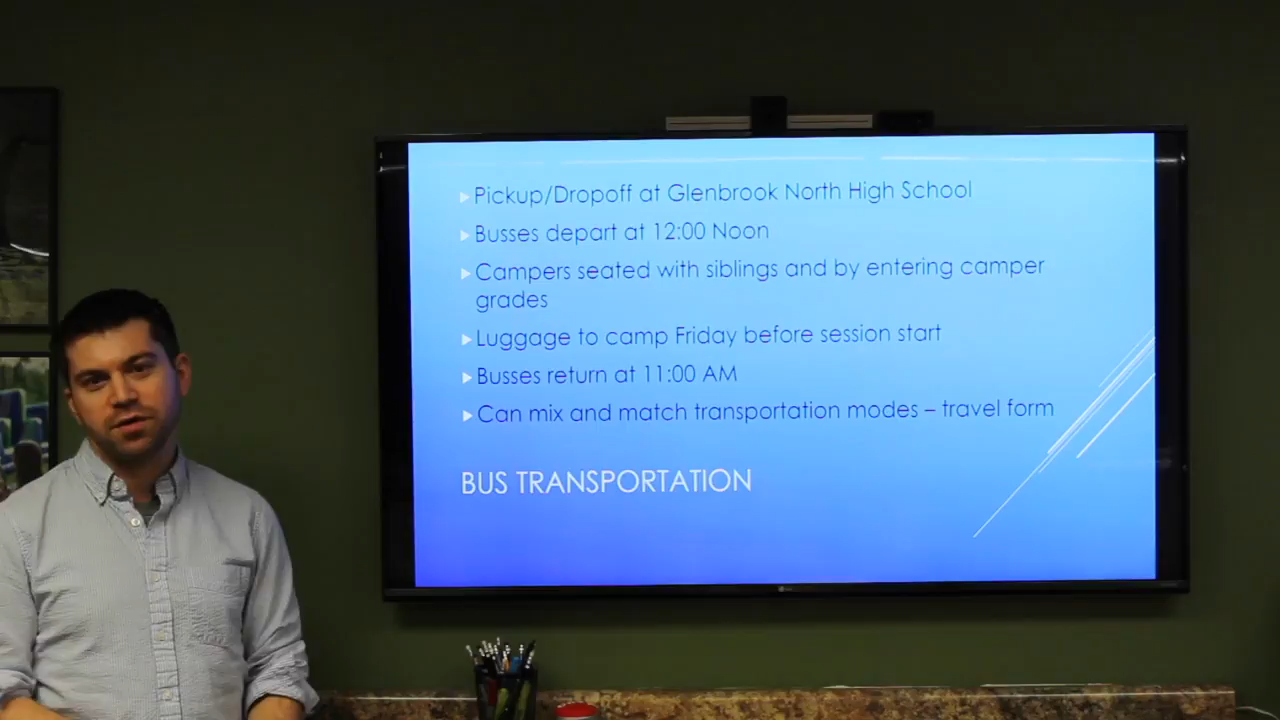 Pickup/Dropoff at Glenbrook North High School
Busses depart at 12:00 Noon
Campers seated with siblings and by entering camper
grades
Luggage to camp Friday before session start
Busses return at 11:00 AM
Can mix and match transportation modes – travel form
BUS TRANSPORTATION